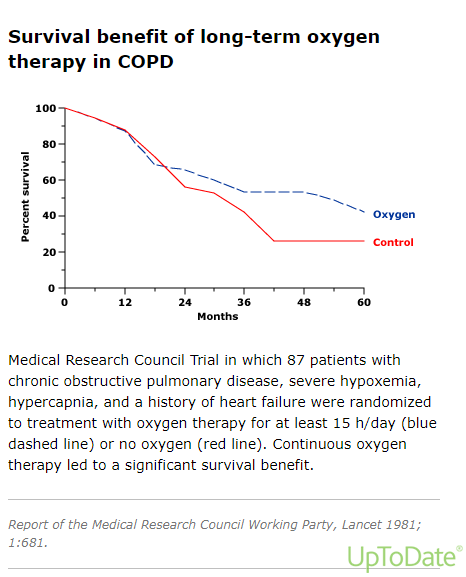 Survival benefit of long-term oxygen
therapy in COPD
100
80
60
40
20
0
Percent survival
0 12 24 36 48 60
Months
Oxygen
Control
Medical Research Council Trial in which 87 patients with
chronic obstructive pulmonary disease, severe hypoxemia,
hypercapnia, and a history of heart failure were randomized
to treatment with oxygen therapy for at least 15 h/day (blue
dashed line) or no oxygen (red line). Continuous oxygen
therapy led to a significant survival benefit.
Report of the Medical Research Council Working Party, Lancet 1981;
1:681.
UpToDate®